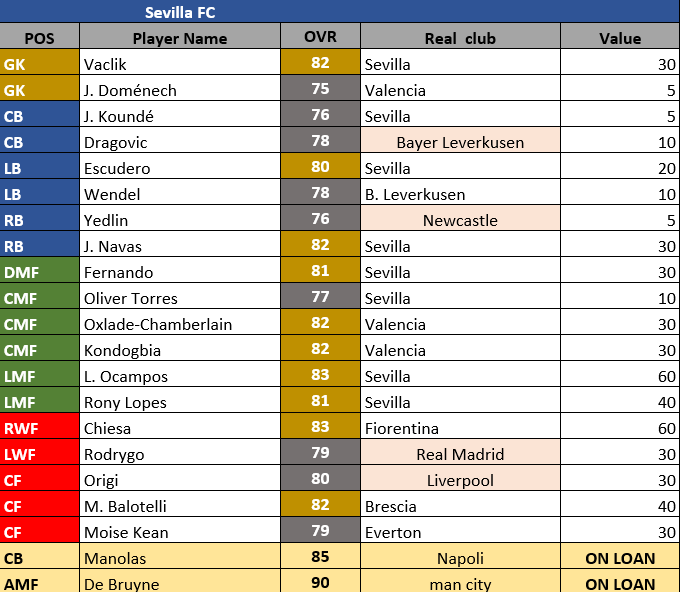 Sevilla FC
POS Player Name OVR Real club Value
GK Vaclik 82 Sevilla 30
GK J. Doménech 75 Valencia 5
CB J. Koundé 76 Sevilla 5
CB Dragovic 78 Bayer Leverkusen 10
LB Escudero 80 Sevilla 20
LB Wendel 78 B. Leverkusen 10
RB Yedlin 76 Newcastle 5
RB J. Navas 82 Sevilla 30
DMF Fernando 81 Sevilla 30
CMF Oliver Torres 77 Sevilla 10
CMF Oxlade-Chamberlain 82 Valencia 30
CMF Kondogbia 82 Valencia 30
LMF L. Ocampos 83 Sevilla 60
LMF Rony Lopes 81 Sevilla 40
RWF Chiesa 83 Fiorentina 60
LWF Rodrygo 79 Real Madrid 30
CF Origi 80 Liverpool 30
CF M. Balotelli 82 Brescia 40
CF Moise Kean 79 Everton 30
CB Manolas 85 Napoli ON LOAN
AMF De Bruyne 90 man city ON LOAN